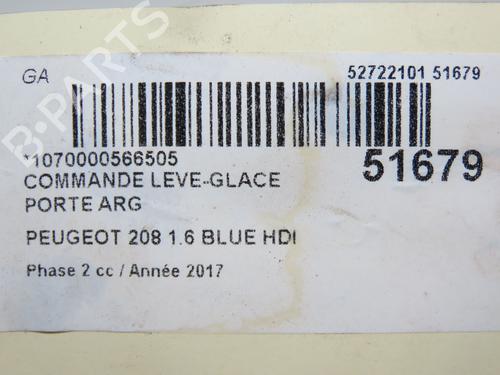 GA
52722101 51679
*1070000566505
51679
COMMANDE LEVE-GLACE
PORTE ARG
PEUGEOT 208 1.6 BLUE HDI
Phase 2 cc / Année 2017
B-PARTS